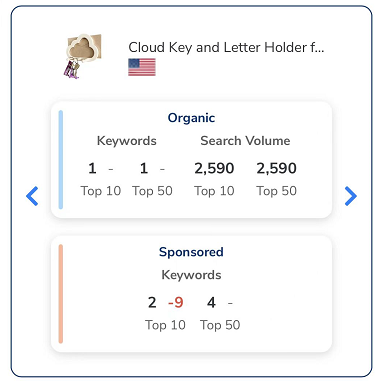 Cloud Key and Letter Holder f...
Organic
Keywords Search Volume
1 - 1 - 2,590 2,590
Top 10 Top 50 Top 10 Top 50
Sponsored
Keywords
2 -9 4 -
Top 10 Top 50